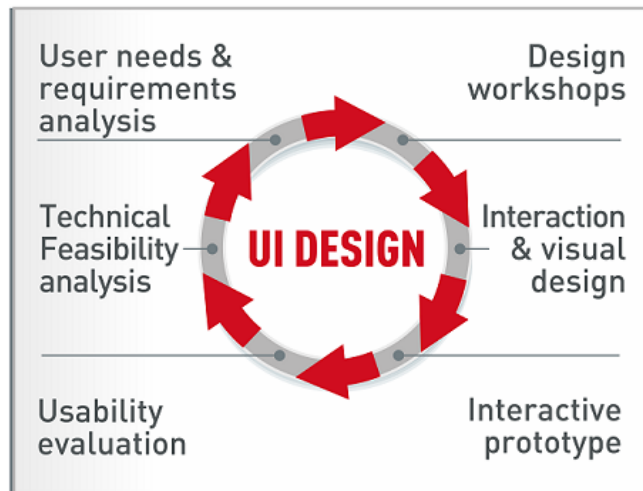 User needs &
requirements
analysis
Design
workshops
Technical
Feasibility
analysis
UI DESIGN
Interaction
& visual
design
Usability
evaluation
Interactive
prototype